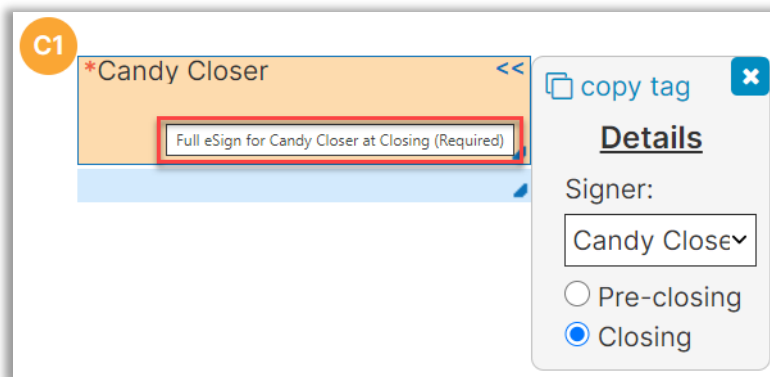 C1
*Candy Closer <<
Full eSign for Candy Closer at Closing (Required)
copy tag
Details
Signer:
Candy Close
Pre-closing
Closing